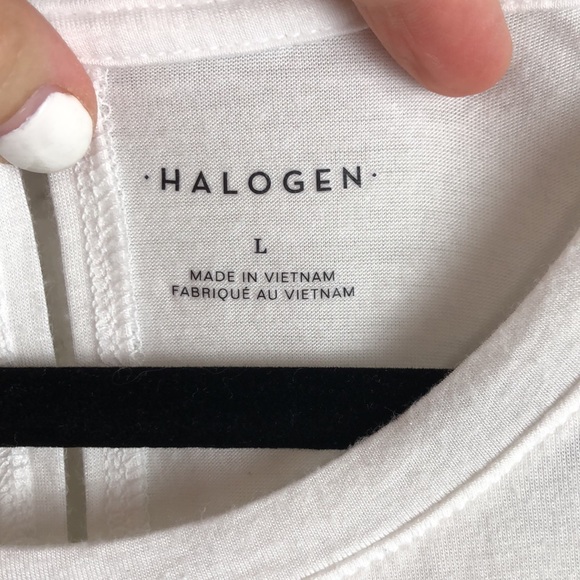 ·HALOGEN·
L
MADE IN VIETNAM
FABRIQUÉ AU VIETNAM